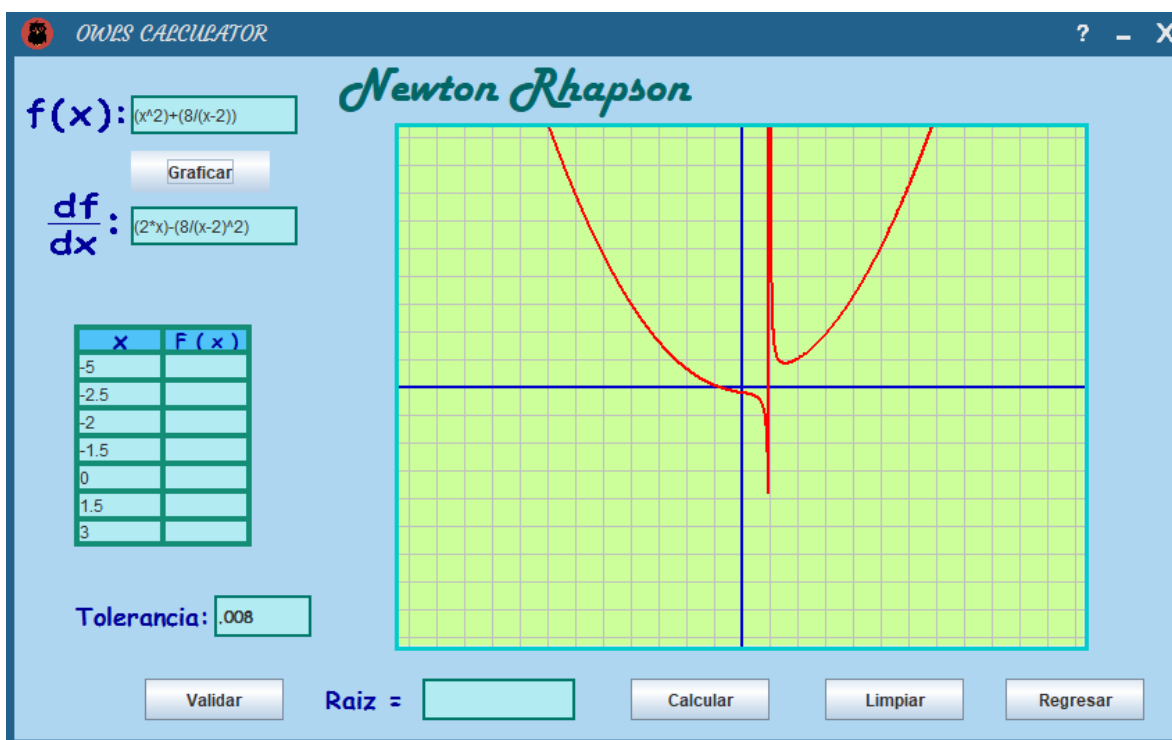 OWLS CALCULATOR ? – X
Newton Rhapson
f(x): (x^2)+(8/(x-2))
Graficar
df/dx: (2*x)-(8/(x-2)^2)
X F(x)
-5
-2.5
-2
-1.5
0
1.5
3
Tolerancia: .008
Validar Raiz = Calcular Limpiar Regresar